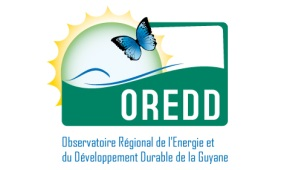 OREDD
Observatoire Régional de l'Energie et
du Développement Durable de la Guyane